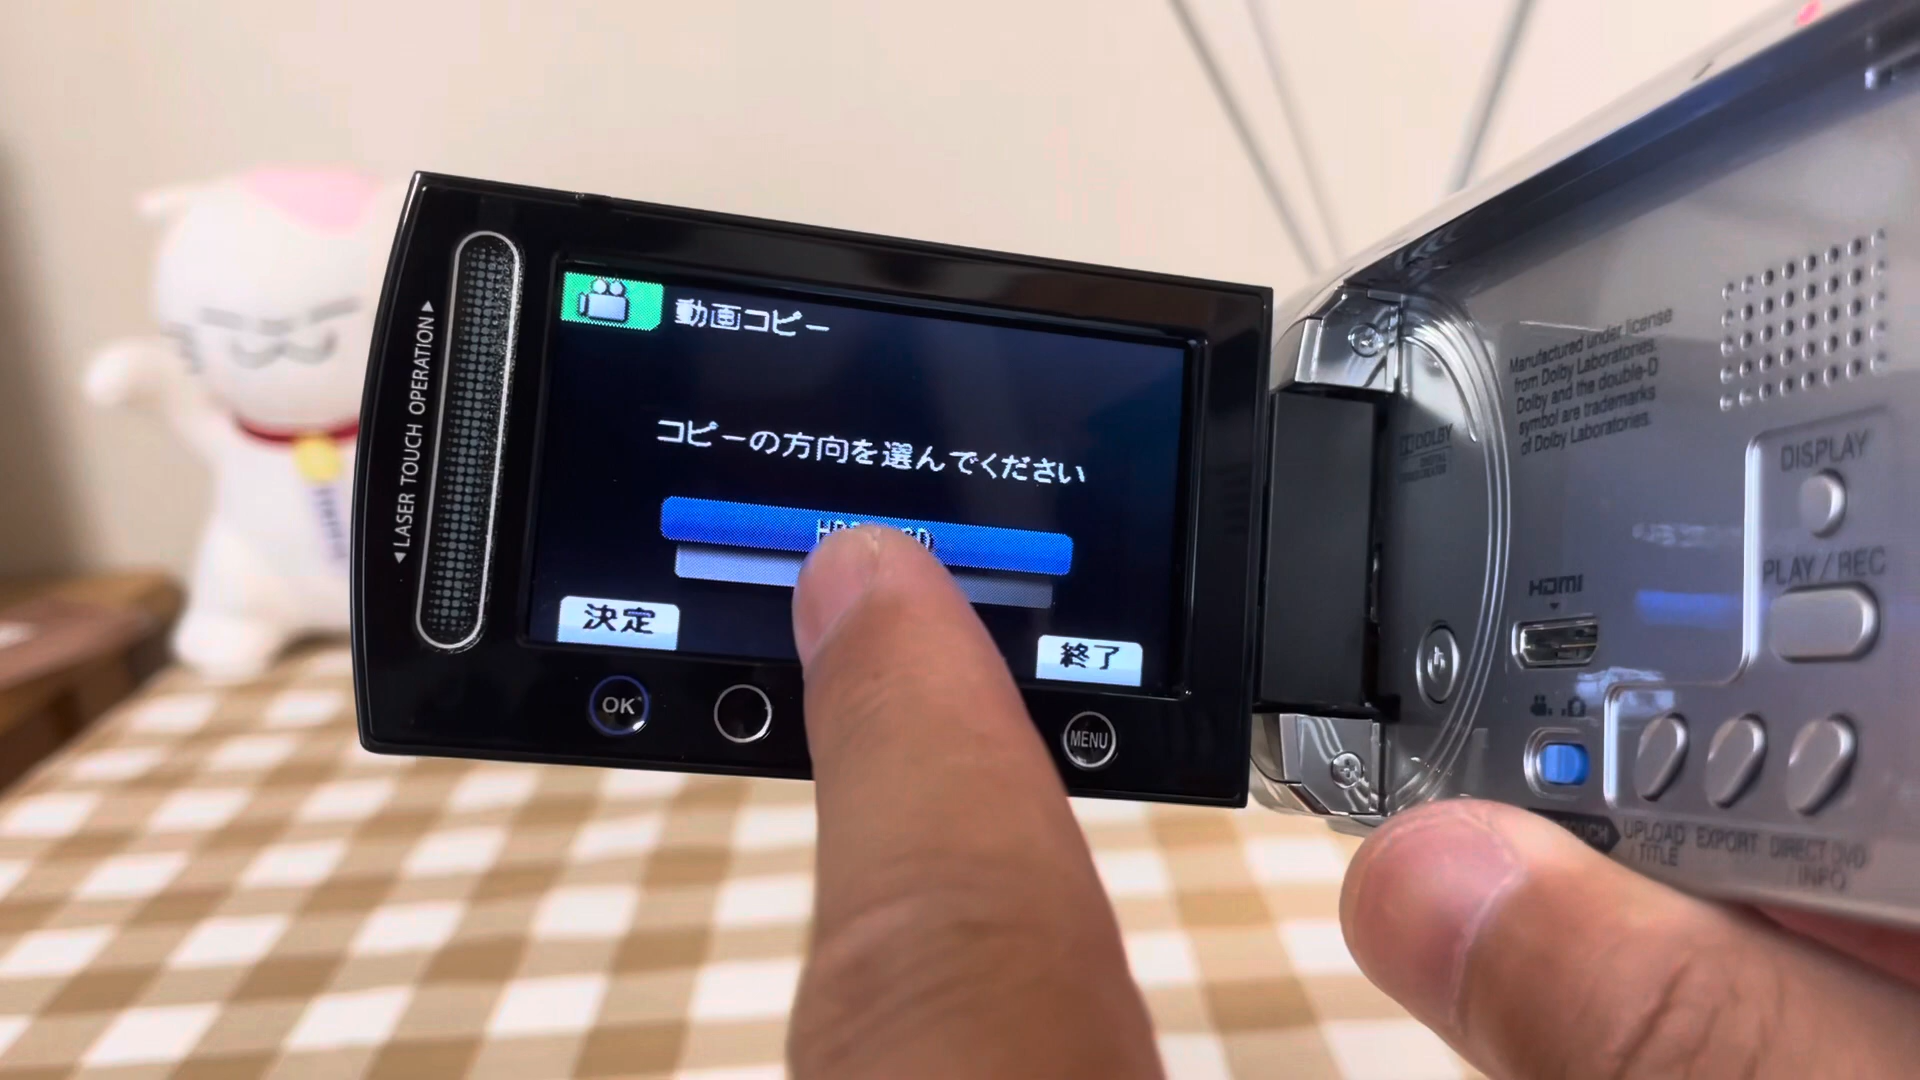 動画コピー
コピーの方向を選んでください
決定
終了
OK
MENU
◀LASER TOUCH OPERATION▶
Manufactured under license
from Dolby Laboratories.
Dolby and the double-D
symbol are trademarks
of Dolby Laboratories.
DOLBY
DIGITAL
DISPLAY
PLAY/REC
HDMI
UPLOAD
/TITLE
EXPORT
DIRECT DVD
/INFO